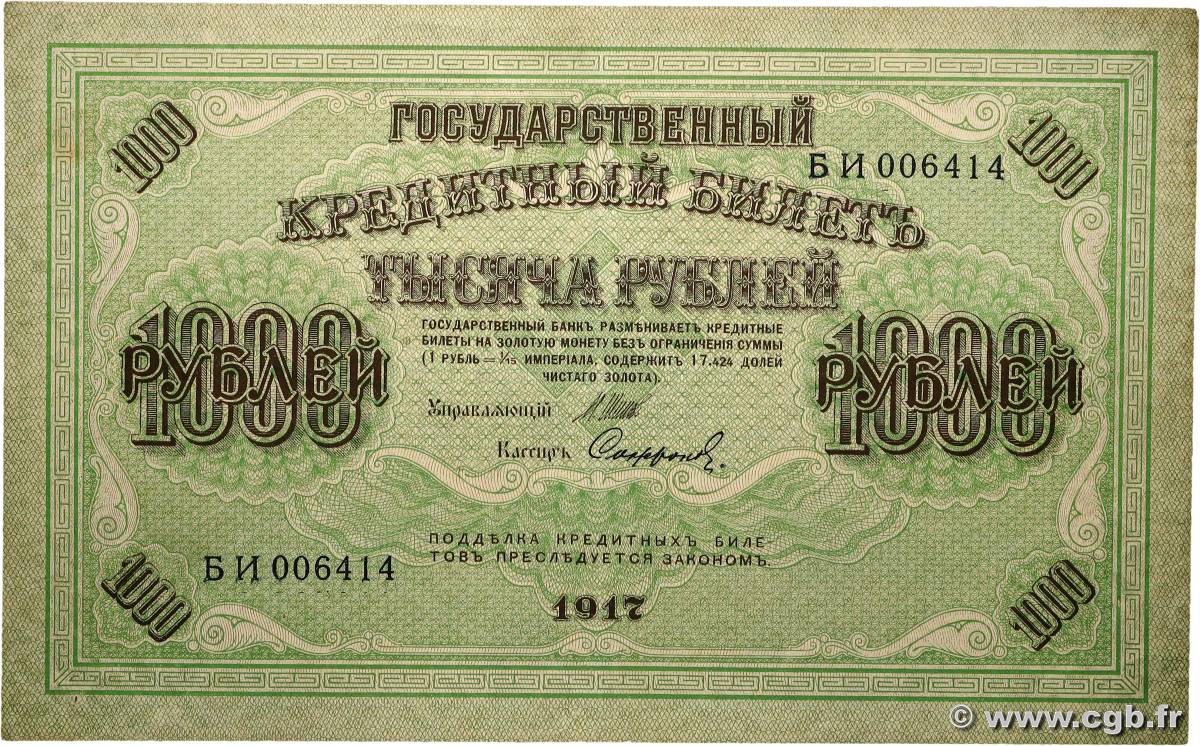 1000
ГОСУДАРСТВЕННЫЙ
1000
БИ 006414
КРЕДИТНЫЙ БИЛЕТЪ
ТЫСЯЧА РУБЛЕЙ
1000
РУБЛЕЙ
ГОСУДАРСТВЕННЫЙ БАНКЪ РАЗМѢНИВАЕТЪ КРЕДИТНЫЕ
БИЛЕТЫ НА ЗОЛОТУЮ МОНЕТУ БЕЗЪ ОГРАНИЧЕНІЯ СУММЫ
(1 РУБЛЬ = 1/15 ИМПЕРІАЛА, СОДЕРЖИТЪ 17.424 ДОЛЕЙ
ЧИСТАГО ЗОЛОТА).
1000
РУБЛЕЙ
Управляющій
Кассиръ Сафронов
ПОДДѢЛКА КРЕДИТНЫХЪ БИЛЕ-
ТОВЪ ПРЕСЛѢДУЕТСЯ ЗАКОНОМЪ.
1000
БИ 006414
1917
1000
© www.cgb.fr